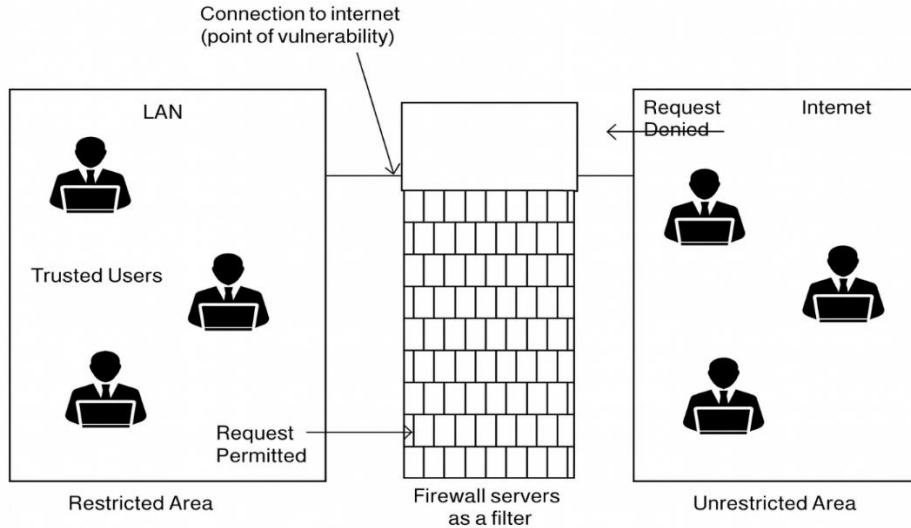 Connection to internet
(point of vulnerability)
LAN
Request
Denied
Internet
Trusted Users
Request
Permitted
Restricted Area
Firewall servers
as a filter
Unrestricted Area